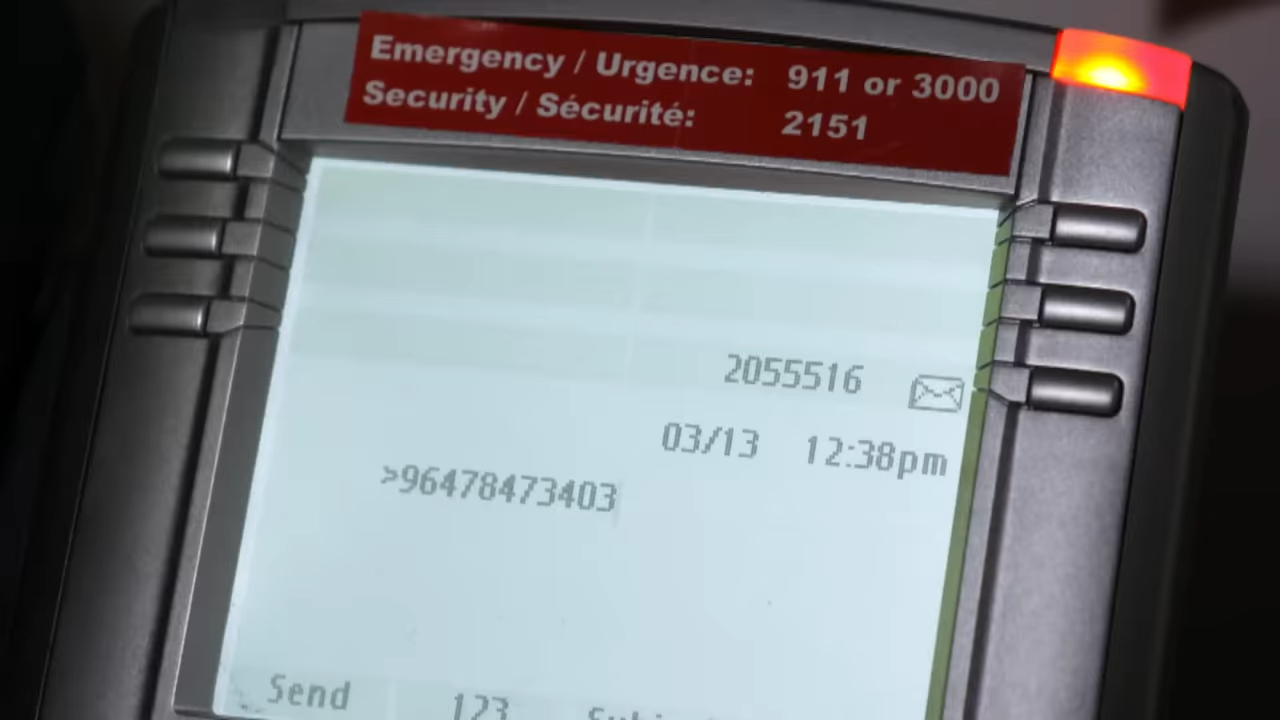 Emergency / Urgence: 911 or 3000
Security / Sécurité: 2151
2055516
03/13 12:38pm
>96478473403
Send 123